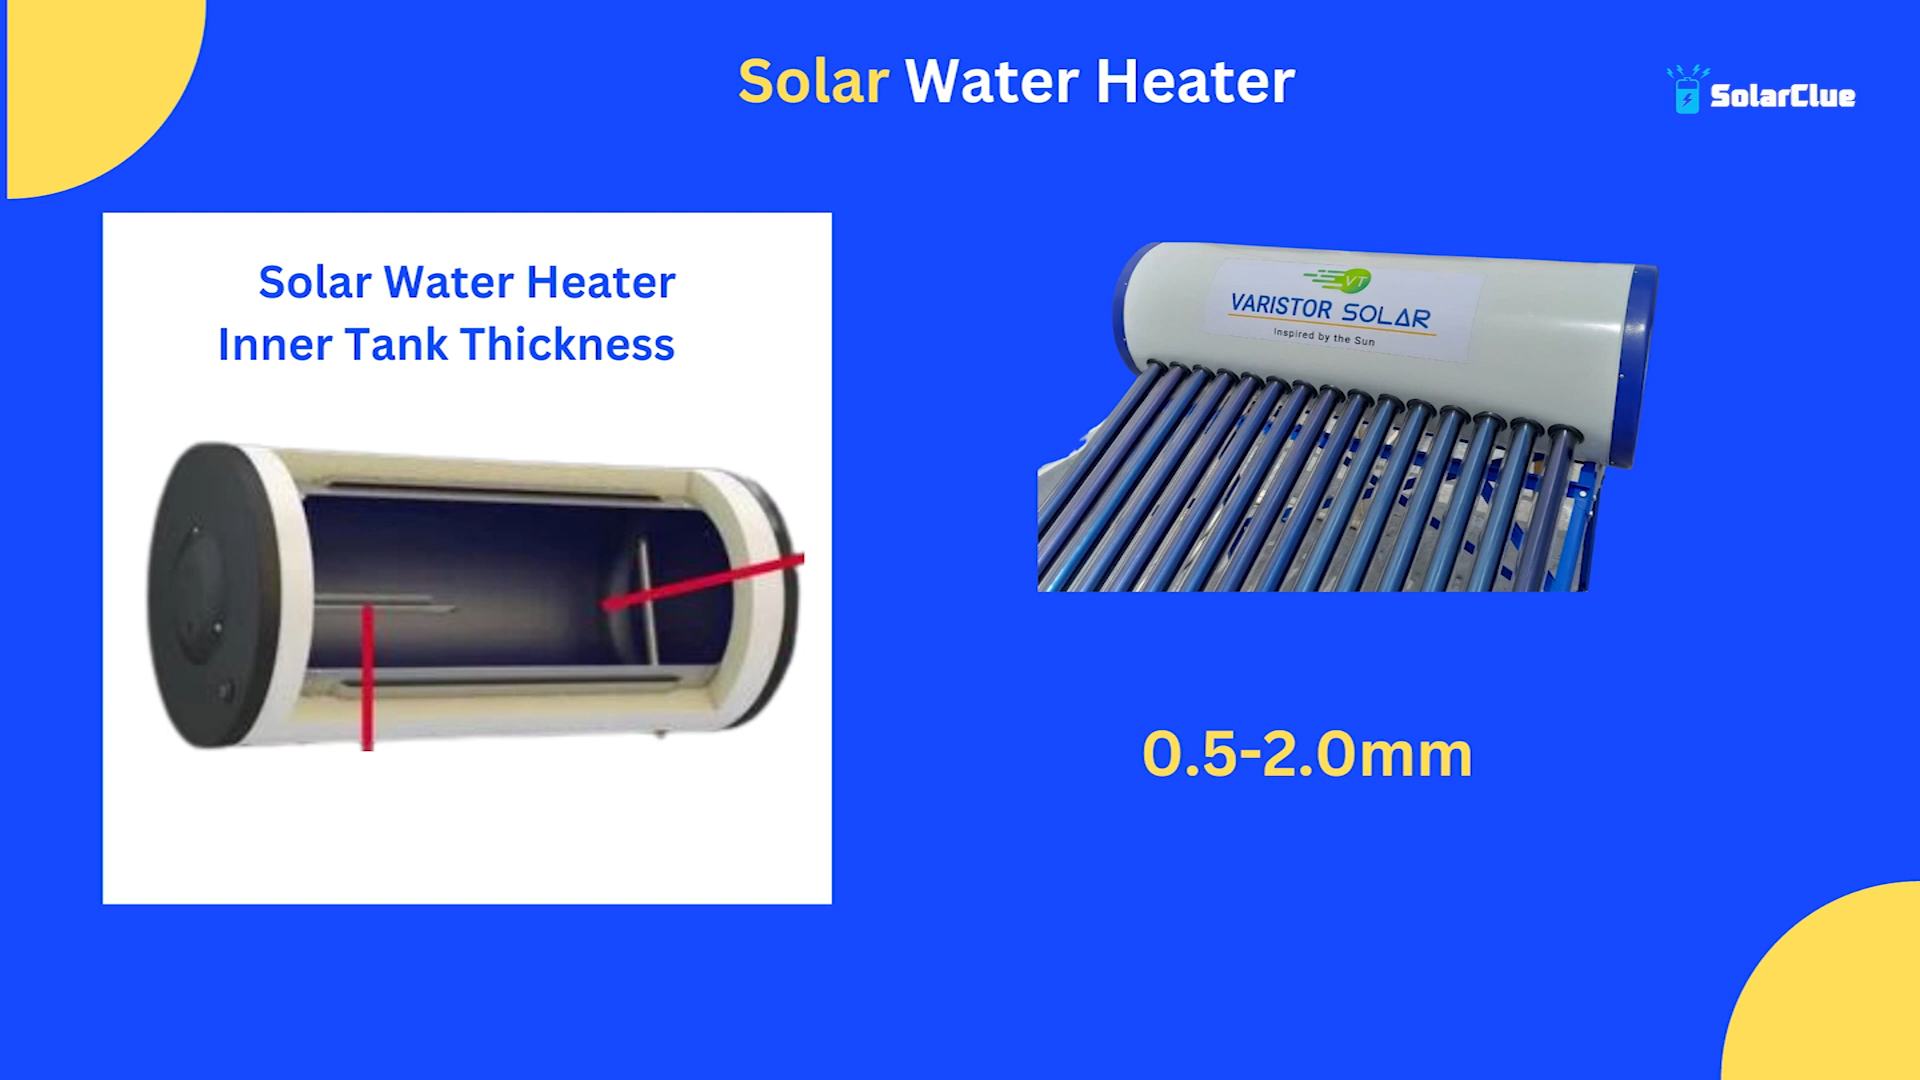 Solar Water Heater
SolarClue
Solar Water Heater
Inner Tank Thickness
VT
VARISTOR SOLAR
Inspired by the Sun
0.5-2.0mm